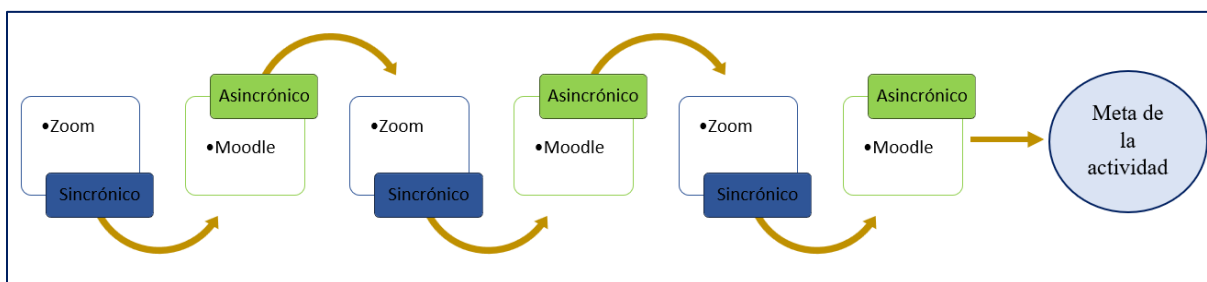 •Zoom
Sincrónico
Asincrónico
•Moodle
•Zoom
Sincrónico
Asincrónico
•Moodle
•Zoom
Sincrónico
Asincrónico
•Moodle
Meta de
la
actividad